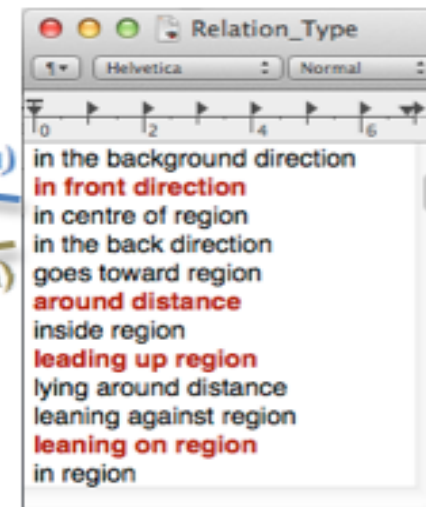 Relation_Type
¶ Helvetica Normal
0 2 4 6
in the background direction
in front direction
in centre of region
in the back direction
goes toward region
around distance
inside region
leading up region
lying around distance
leaning against region
leaning on region
in region